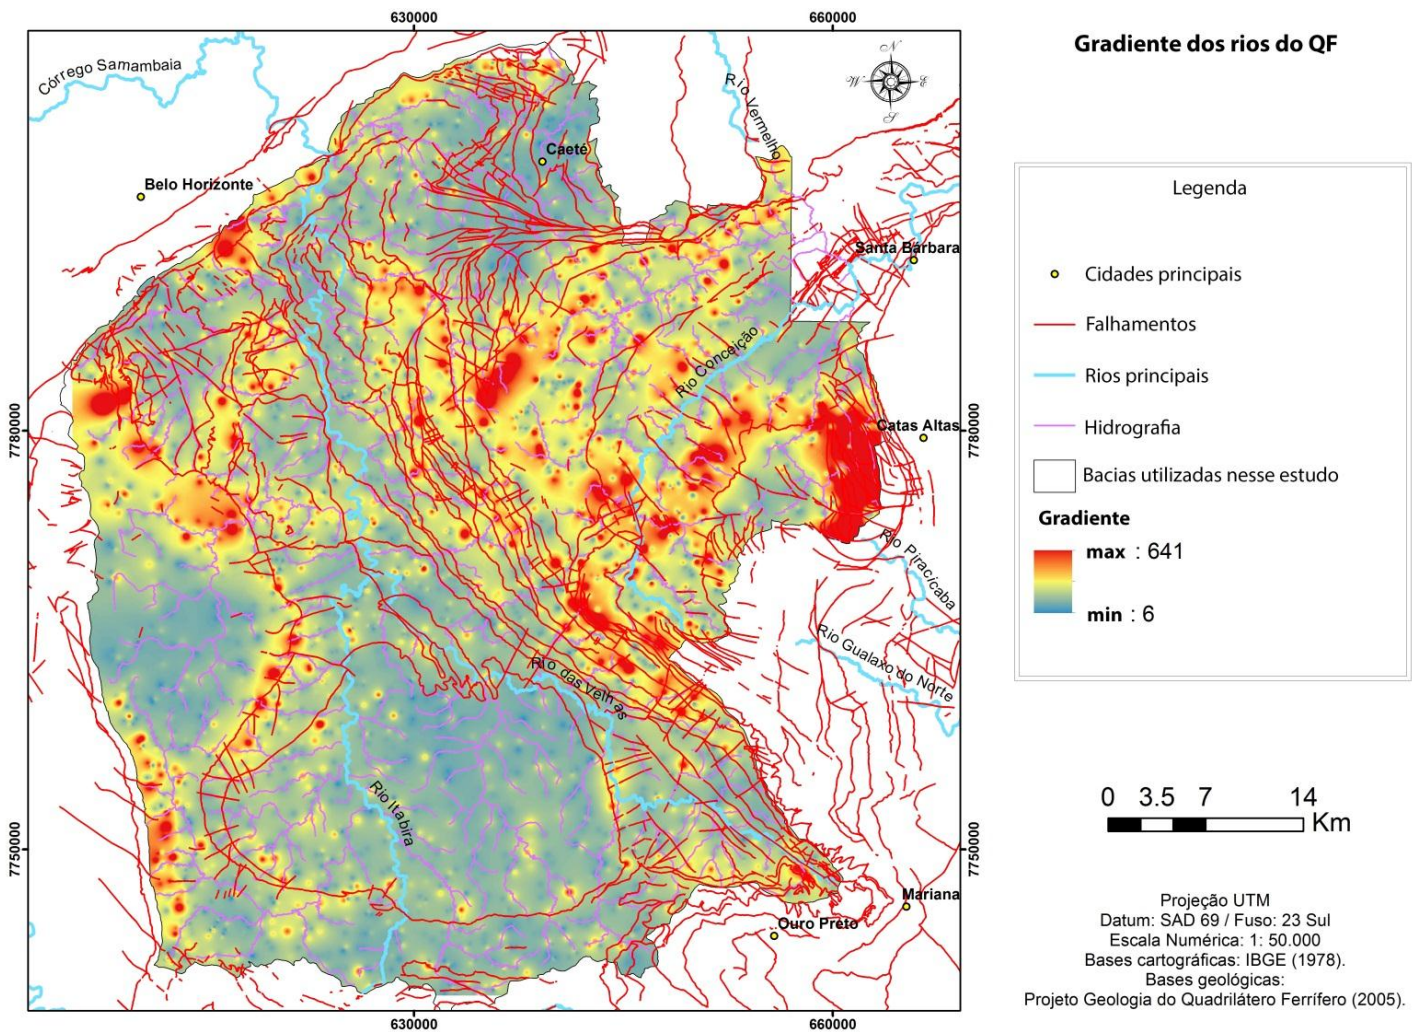 630000
660000
Gradiente dos rios do QF
Córrego Samambaia
Rio Vermelho
N
W
E
S
Caeté
Belo Horizonte
Legenda
Santa Bárbara
Cidades principais
Falhamentos
Rio Conceição
Rios principais
7780000
7780000
Catas Altas
Hidrografia
Bacias utilizadas nesse estudo
Gradiente
max : 641
min : 6
Rio Piracicaba
Rio Gualaxo do Norte
Rio das velhas
Rio Itabira
0 3.5 7 14
Km
7750000
7750000
Mariana
Ouro Preto
Projeção UTM
Datum: SAD 69 / Fuso: 23 Sul
Escala Numérica: 1: 50.000
Bases cartográficas: IBGE (1978).
Bases geológicas:
Projeto Geologia do Quadrilátero Ferrífero (2005).
630000
660000